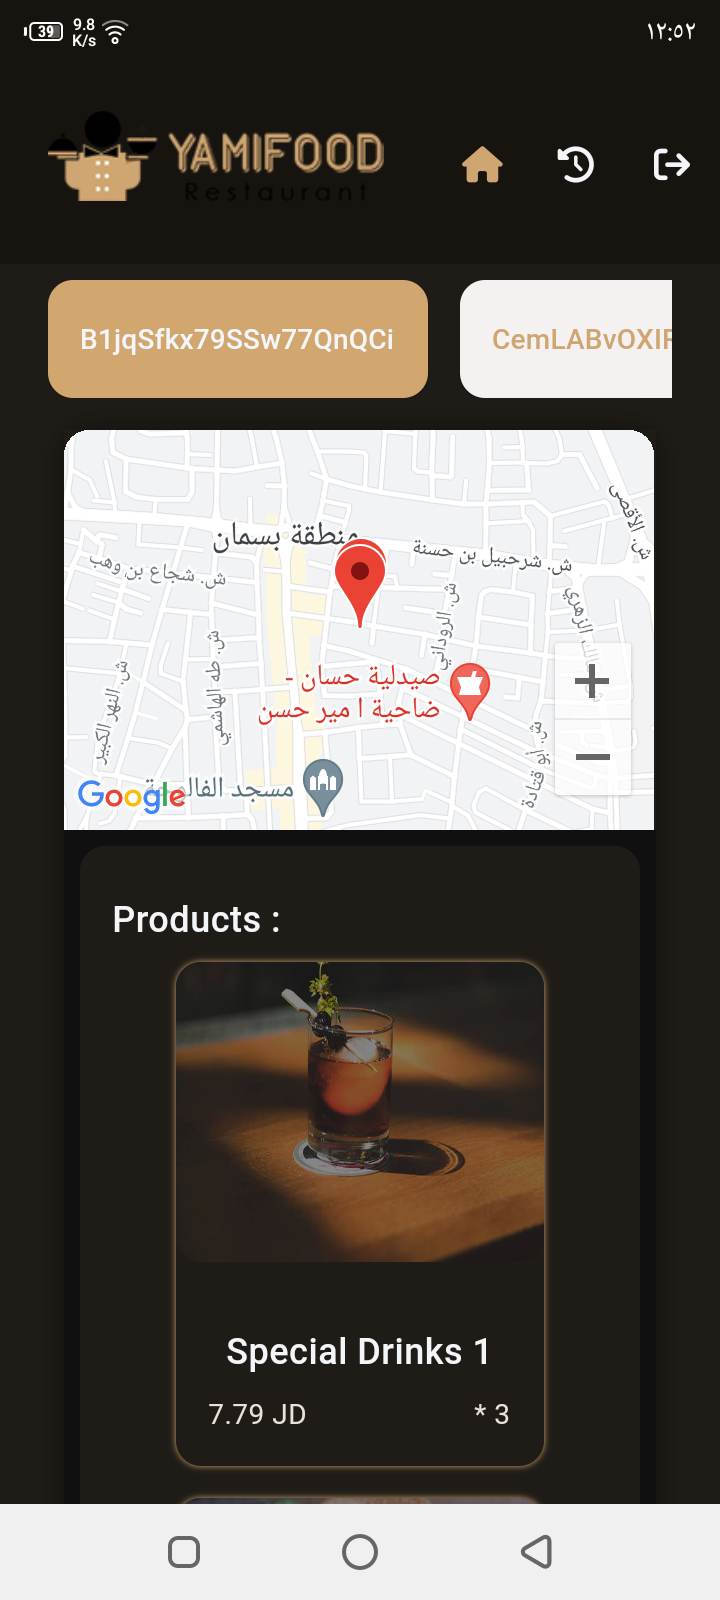 39
9.8
K/s
١٢:٥٢
YAMIFOOD
Restaurant
B1jqSfkx79SSw77QnQCi
CemLABvOXIF
ش. الأقصى
منطقة بسمان
ش. شرحبيل بن حسنة
ش. شجاع بن وهب
ش. الروداني
الزهري
ش. طه الهاشمي
ش. النهر الكبير
صيدلية حسان -
ضاحية ا مير حسن
ش. أبو قتادة
مسجد
Google
Products :
Special Drinks 1
7.79 JD
* 3